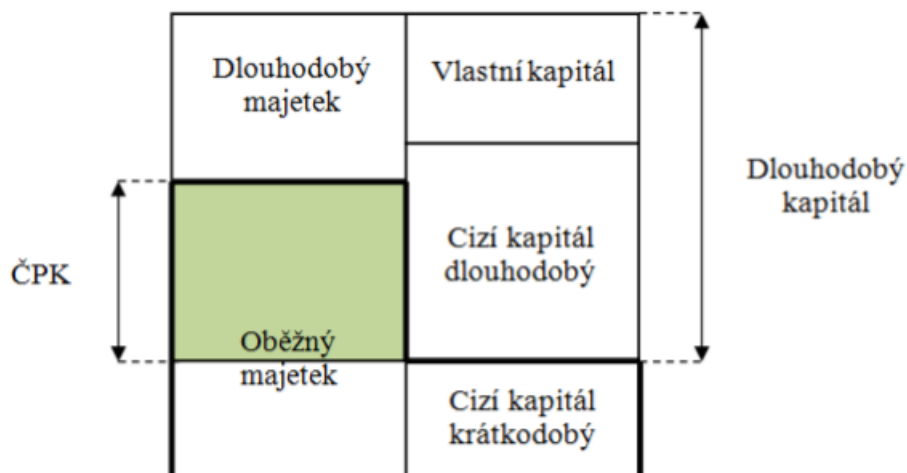 Dlouhodobý
majetek
Vlastní kapitál
Dlouhodobý
kapitál
ČPK
Cizí kapitál
dlouhodobý
Oběžný
majetek
Cizí kapitál
krátkodobý